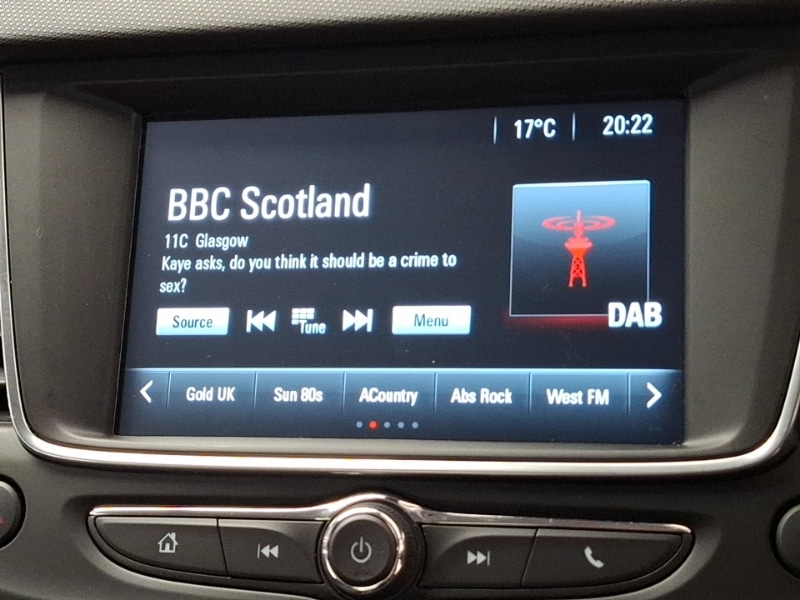 17°C 20:22
BBC Scotland
11C Glasgow
Kaye asks, do you think it should be a crime to
sex?
DAB
Source Tune Menu
Gold UK Sun 80s ACountry Abs Rock West FM